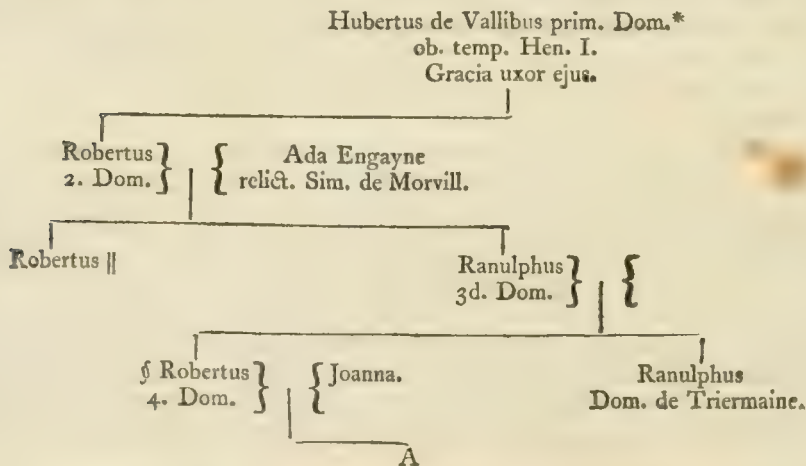 Hubertus de Vallibus prim. Dom.*
ob. temp. Hen. I.
Gracia uxor ejus.
Robertus } { Ada Engayne
2. Dom. } { relict. Sim. de Morvill.
Robertus ||
Ranulphus } {
3d. Dom. } {
§ Robertus } { Joanna.
4. Dom. } {
Ranulphus
Dom. de Triermaine.
A